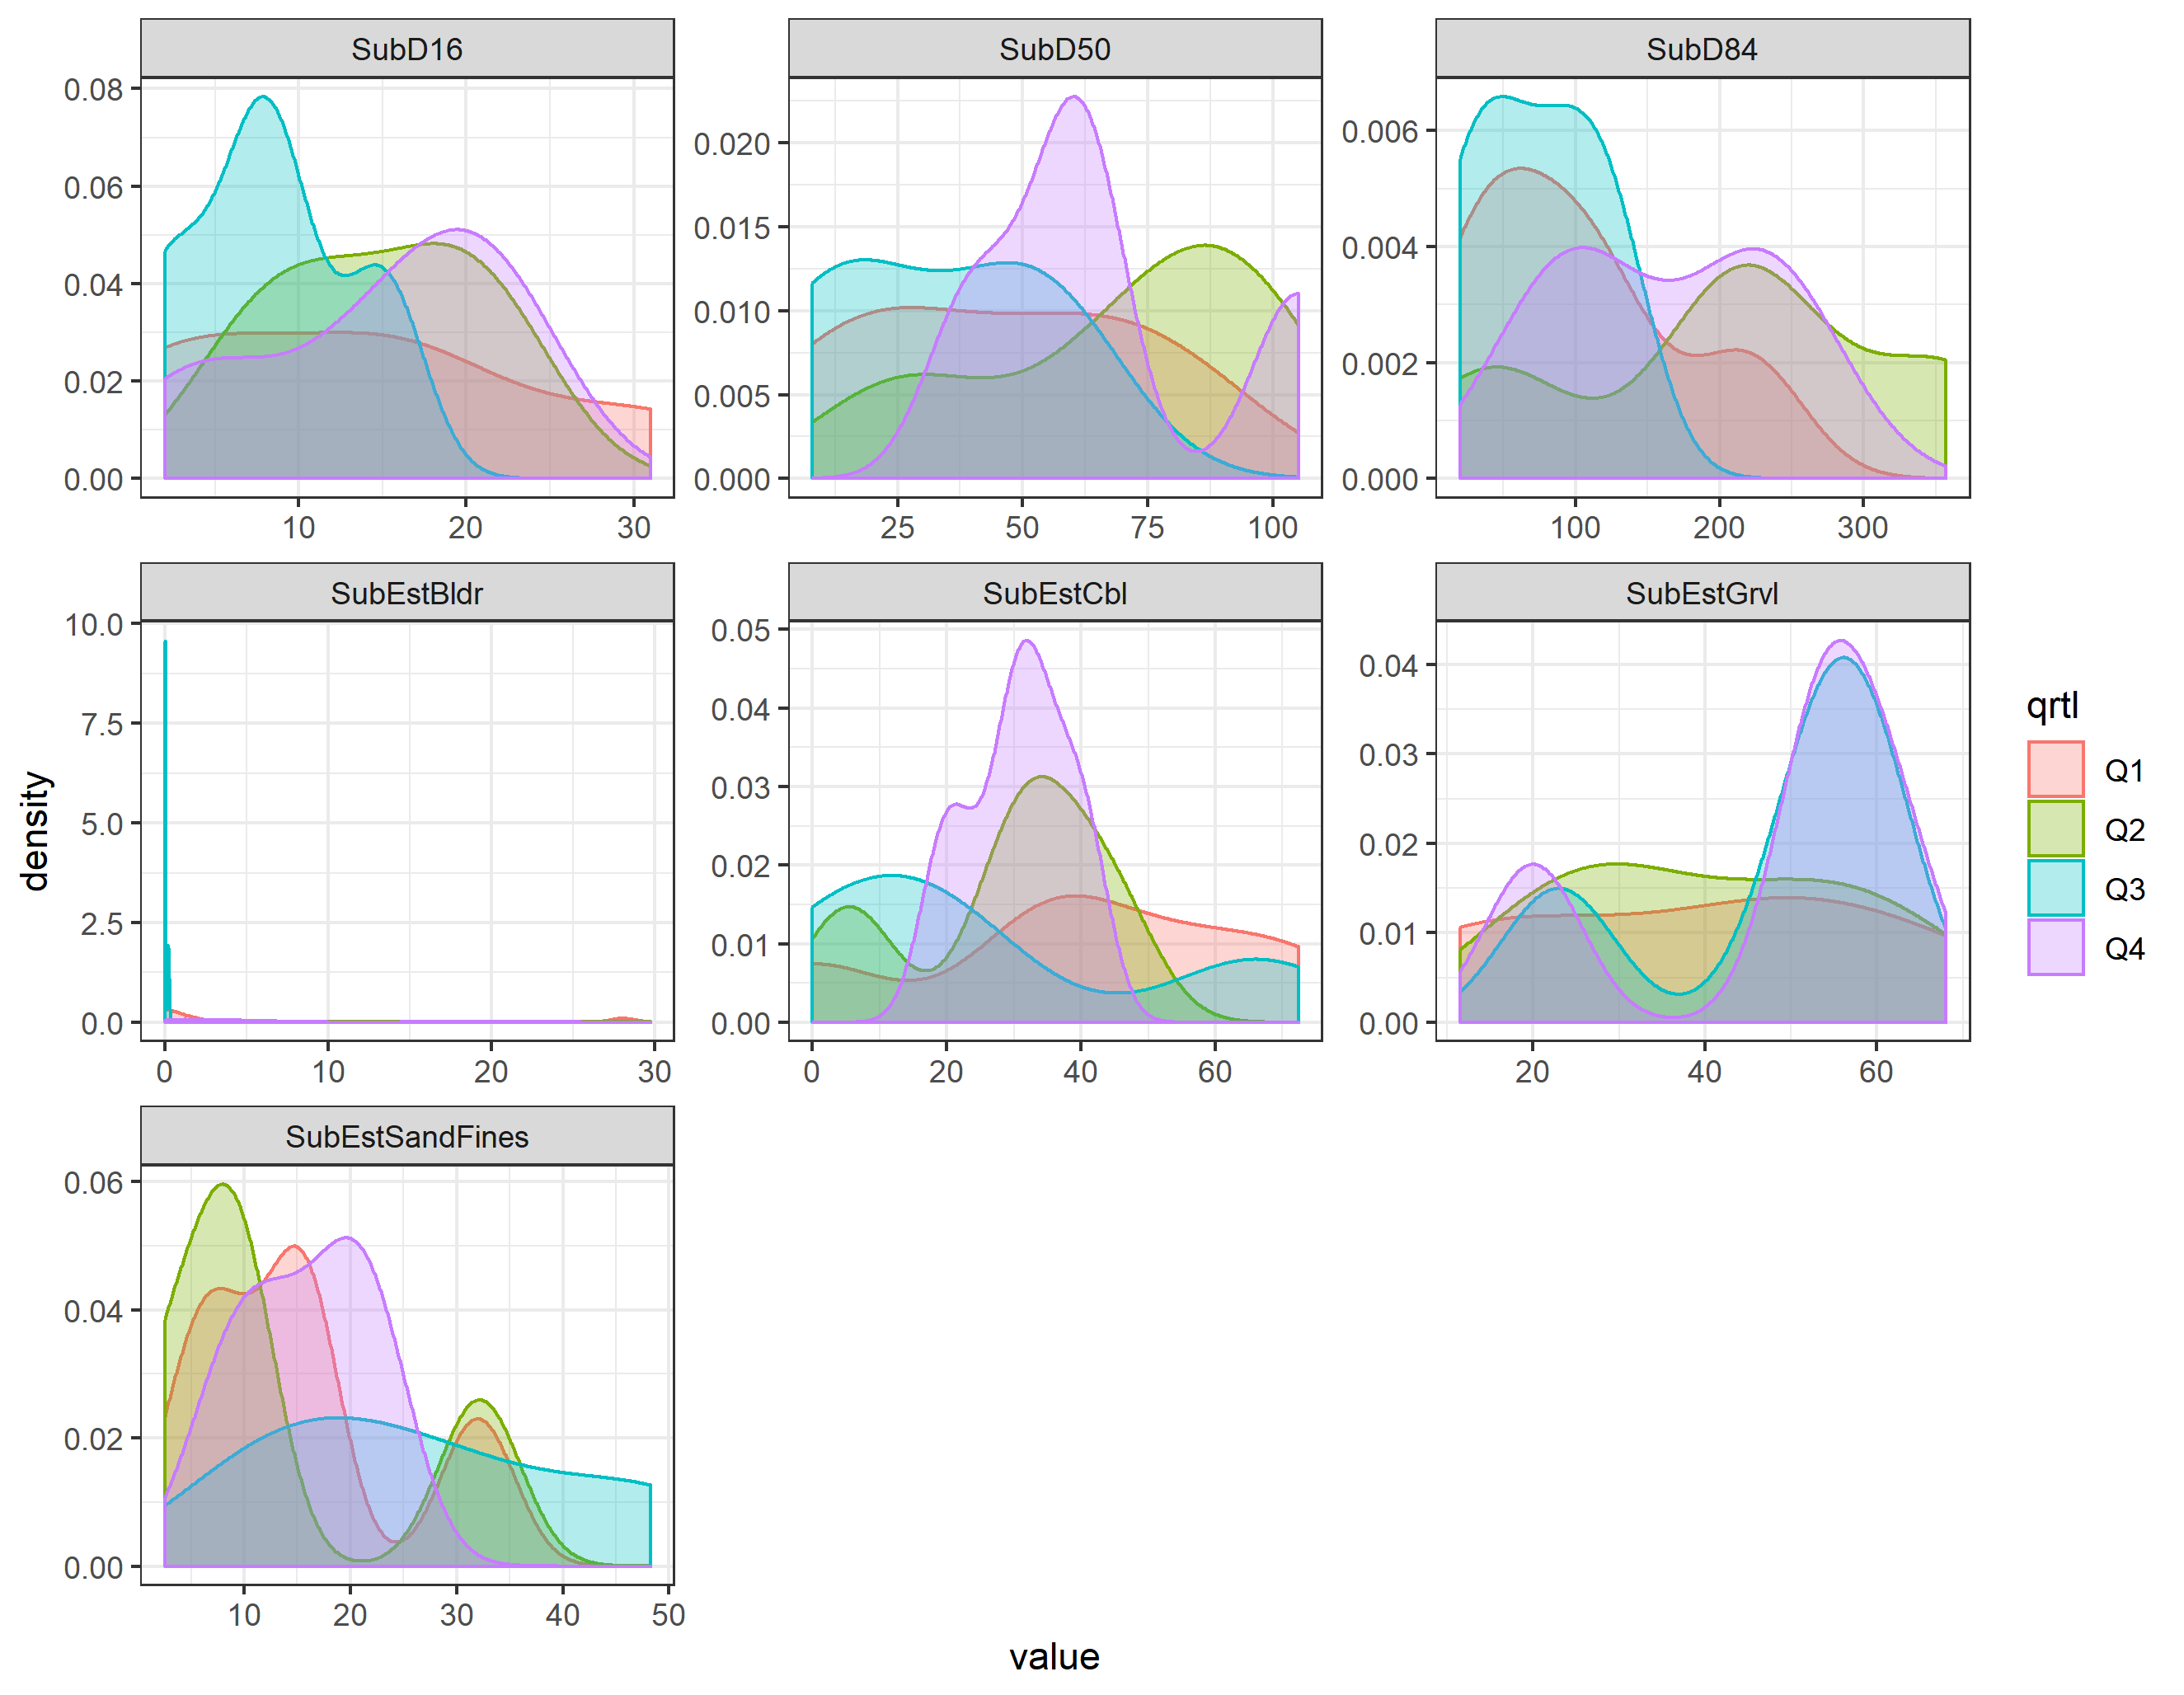 SubD16 SubD50 SubD84
0.08
0.06
0.04
0.02
0.00
0.020
0.015
0.010
0.005
0.000
0.006
0.004
0.002
0.000
10 20 30 25 50 75 100 100 200 300
SubEstBldr SubEstCbl SubEstGrvl
10.0
7.5
5.0
2.5
0.0
0.05
0.04
0.03
0.02
0.01
0.00
0.04
0.03
0.02
0.01
0.00
0 10 20 30 0 20 40 60 20 40 60
SubEstSandFines
0.06
0.04
0.02
0.00
10 20 30 40 50
density
value
qrtl
Q1
Q2
Q3
Q4